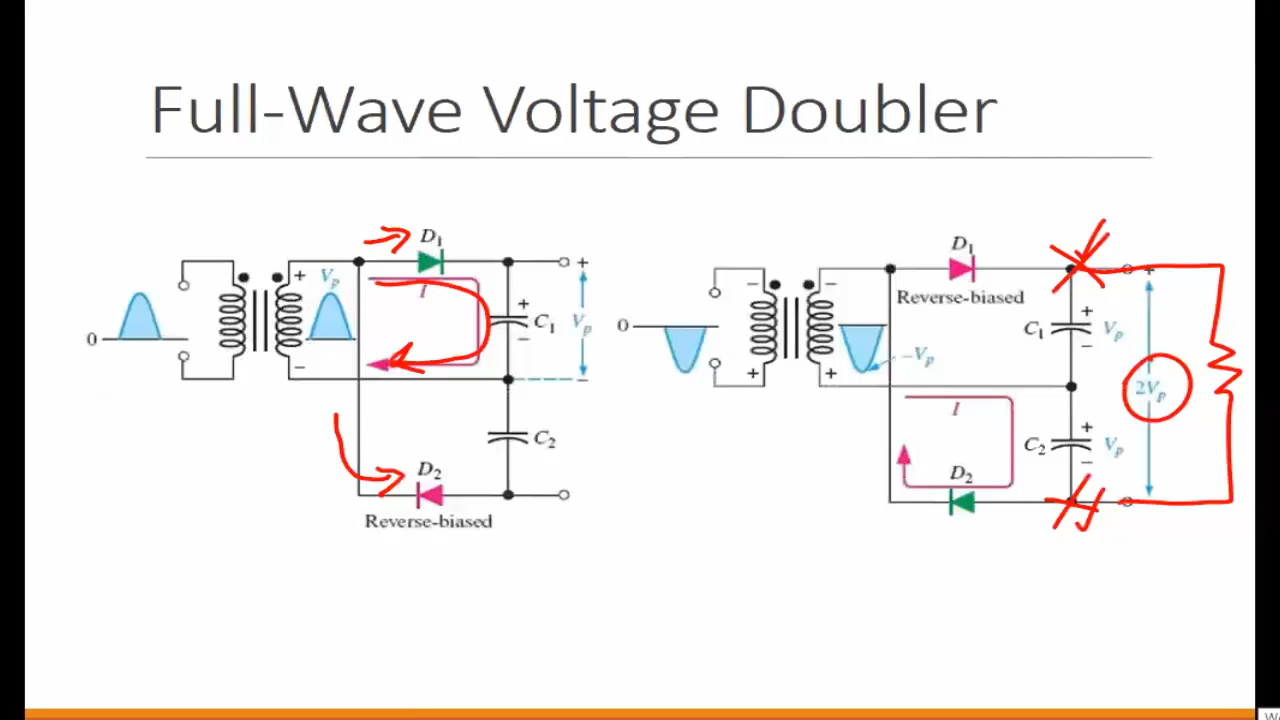 Full-Wave Voltage Doubler
D1
+
Vp
+
I
+
C1
Vp
0
−
−
−
C2
D2
Reverse-biased
D1
+
−
−
Reverse-biased
+
C1
Vp
0
−
−Vp
+
+
2Vp
I
+
C2
Vp
−
D2
W